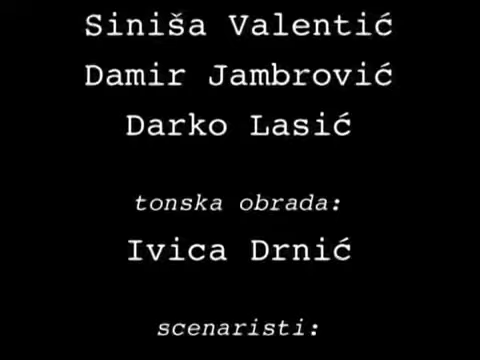 Siniša Valentić
Damir Jambrović
Darko Lasić
tonska obrada:
Ivica Drnić
scenaristi: